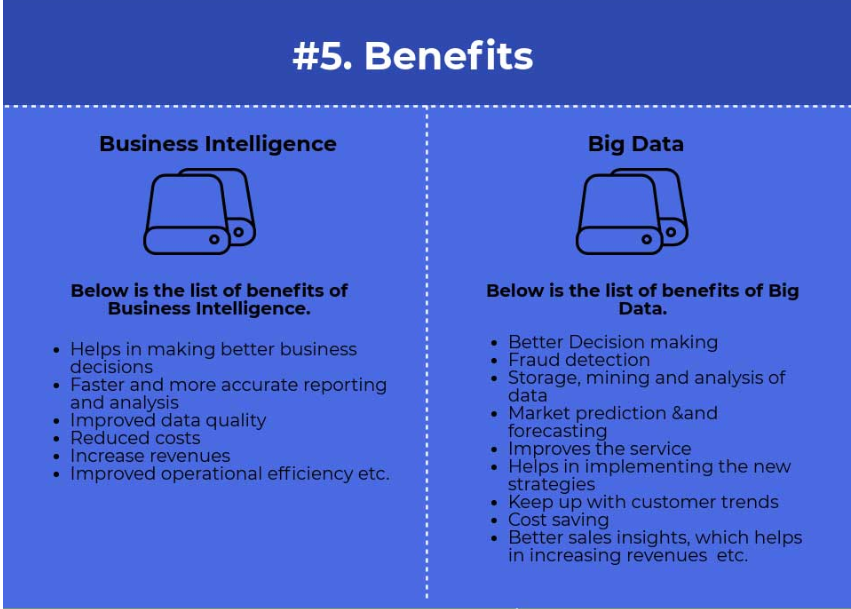 #5. Benefits
Business Intelligence
Below is the list of benefits of
Business Intelligence.
• Helps in making better business
decisions
• Faster and more accurate reporting
and analysis
• Improved data quality
• Reduced costs
• Increase revenues
• Improved operational efficiency etc.
Big Data
Below is the list of benefits of Big
Data.
• Better Decision making
• Fraud detection
• Storage, mining and analysis of
data
• Market prediction &and
forecasting
• Improves the service
• Helps in implementing the new
strategies
• Keep up with customer trends
• Cost saving
• Better sales insights, which helps
in increasing revenues  etc.